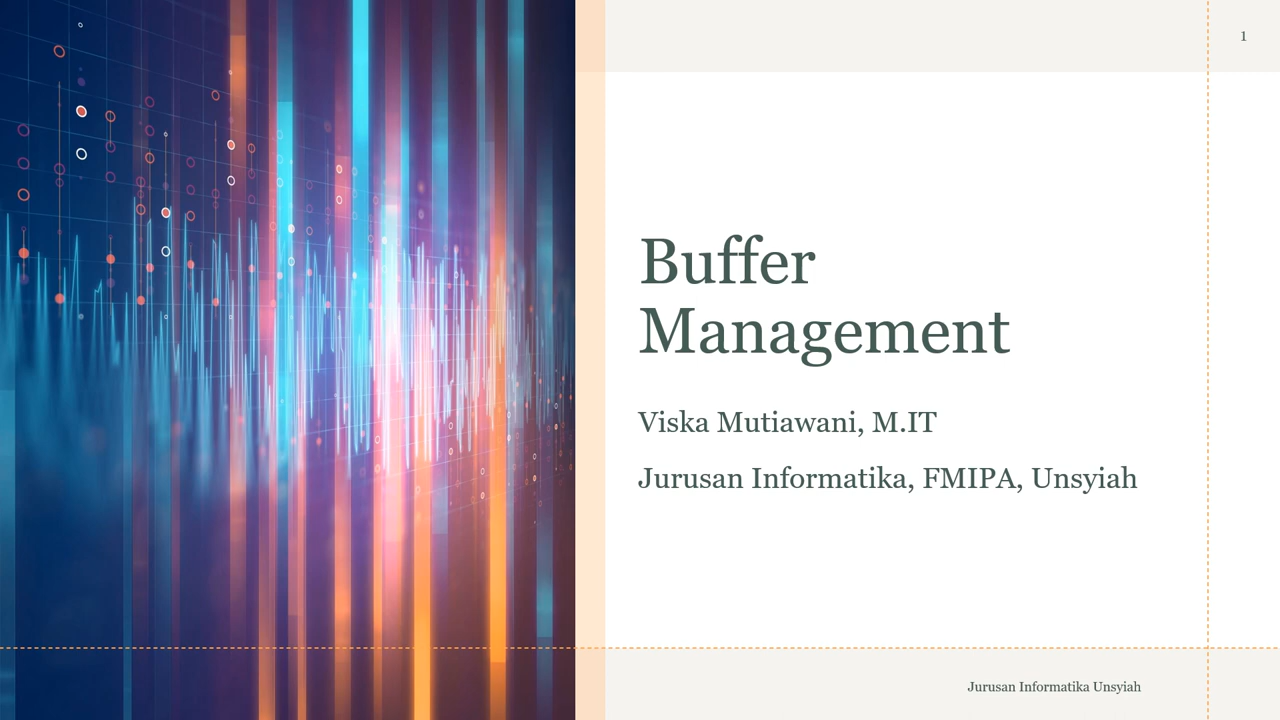 1
Buffer
Management
Viska Mutiawani, M.IT
Jurusan Informatika, FMIPA, Unsyiah
Jurusan Informatika Unsyiah